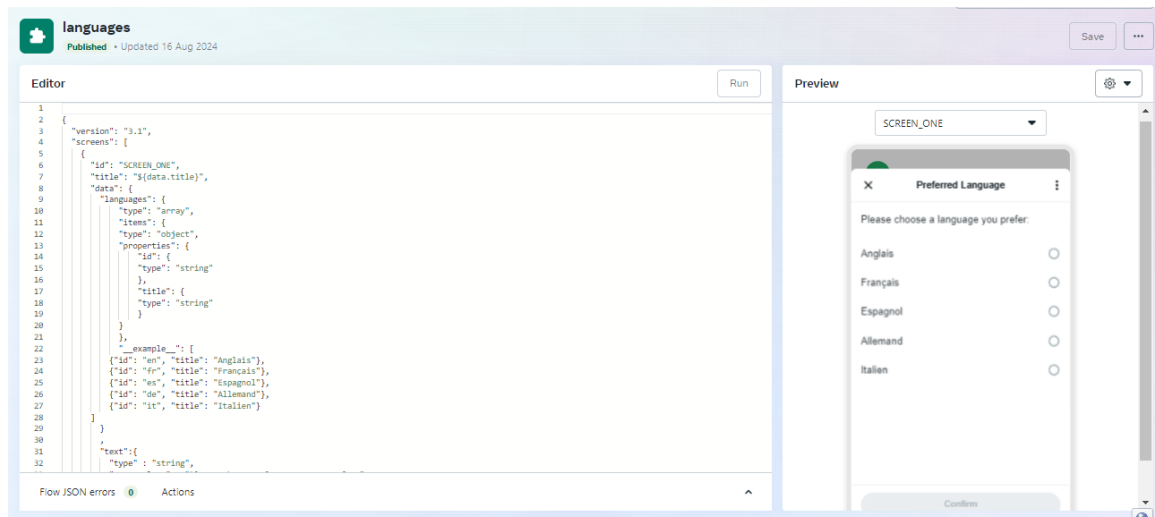 languages
Published • Updated 16 Aug 2024
Save
...
Editor
Run
1
2 {
3 "version": "3.1",
4 "screens": [
5 {
6 "id": "SCREEN_ONE",
7 "title": "${data.title}",
8 "data": {
9 "languages": {
10 "type": "array",
11 "items": {
12 "type": "object",
13 "properties": {
14 "id": {
15 "type": "string"
16 },
17 "title": {
18 "type": "string"
19 }
20 }
21 },
22 "__example__": [
23 {"id": "en", "title": "Anglais"},
24 {"id": "fr", "title": "Français"},
25 {"id": "es", "title": "Espagnol"},
26 {"id": "de", "title": "Allemand"},
27 {"id": "it", "title": "Italien"}
28 ]
29 }
30 ,
31 "text":{
32 "type" : "string",
Flow JSON errors 0 Actions
Preview
SCREEN_ONE
Preferred Language
Please choose a language you prefer:
Anglais
Français
Espagnol
Allemand
Italien
Confirm